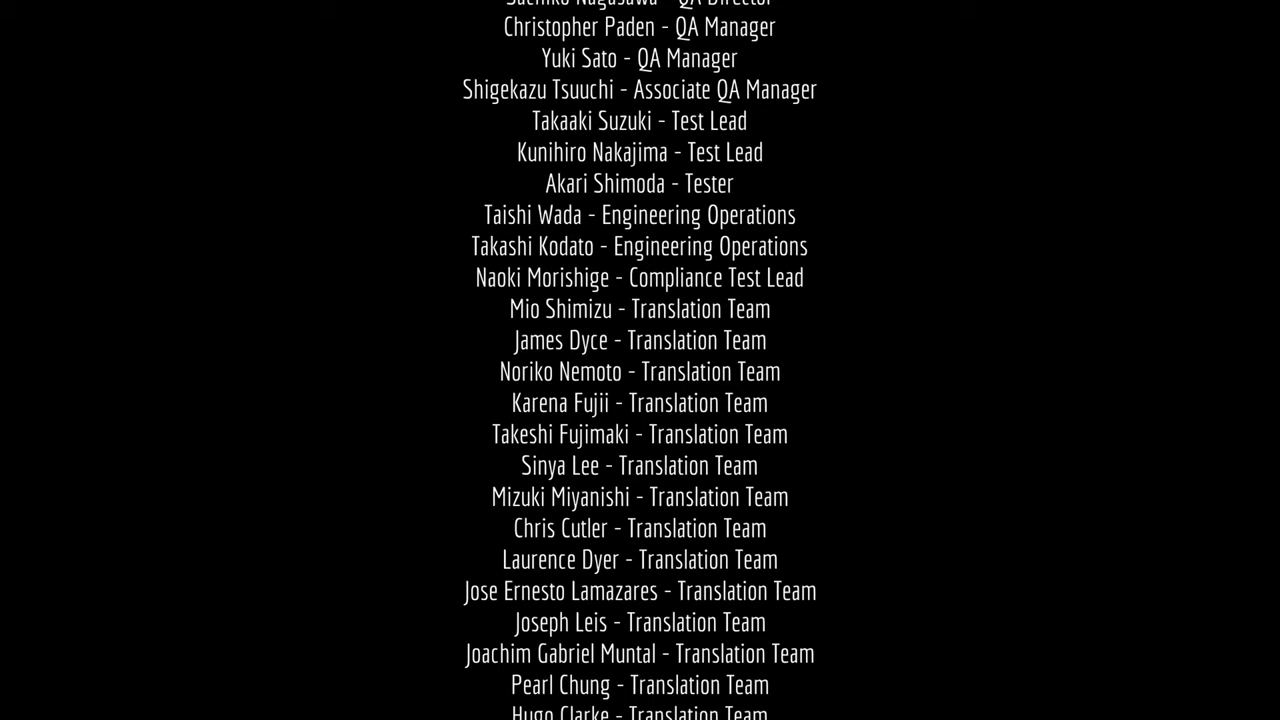 Sachiko Nagasawa - QA Director
Christopher Paden - QA Manager
Yuki Sato - QA Manager
Shigekazu Tsuuchi - Associate QA Manager
Takaaki Suzuki - Test Lead
Kunihiro Nakajima - Test Lead
Akari Shimoda - Tester
Taishi Wada - Engineering Operations
Takashi Kodato - Engineering Operations
Naoki Morishige - Compliance Test Lead
Mio Shimizu - Translation Team
James Dyce - Translation Team
Noriko Nemoto - Translation Team
Karena Fujii - Translation Team
Takeshi Fujimaki - Translation Team
Sinya Lee - Translation Team
Mizuki Miyanishi - Translation Team
Chris Cutler - Translation Team
Laurence Dyer - Translation Team
Jose Ernesto Lamazares - Translation Team
Joseph Leis - Translation Team
Joachim Gabriel Muntal - Translation Team
Pearl Chung - Translation Team
Hugo Clarke - Translation Team